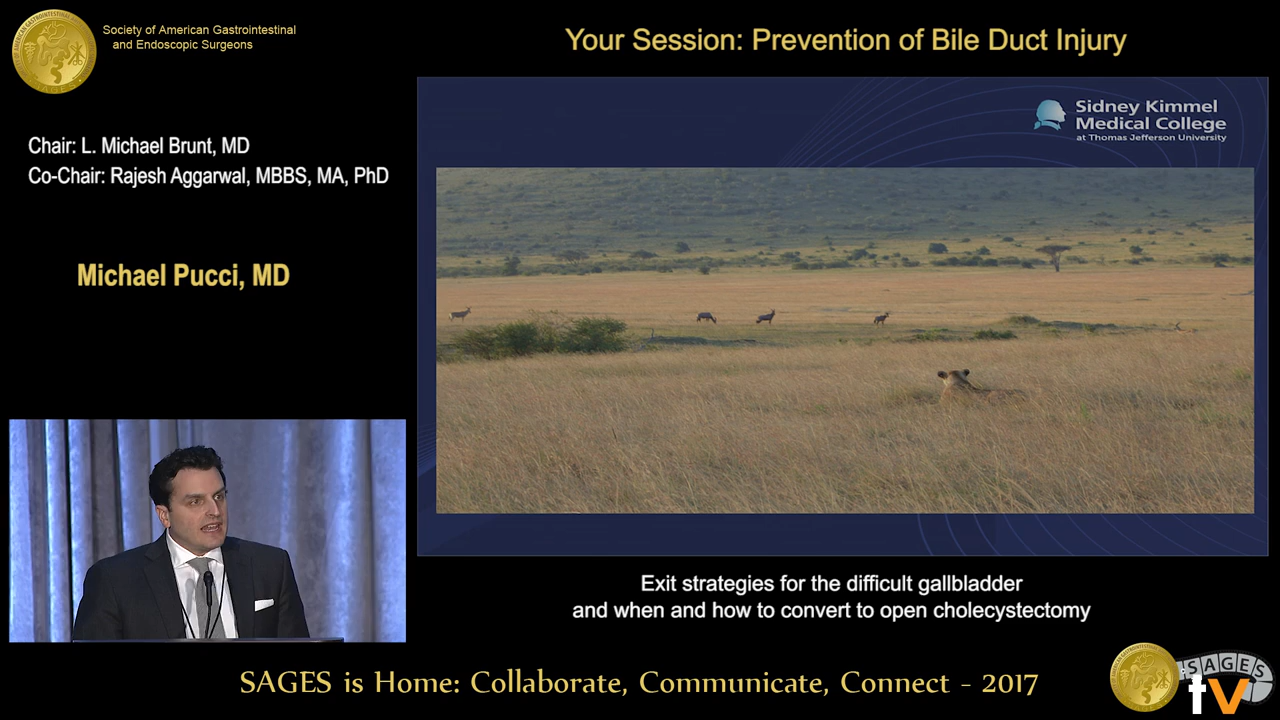 Society of American Gastrointestinal
and Endoscopic Surgeons
Your Session: Prevention of Bile Duct Injury
Sidney Kimmel
Medical College
at Thomas Jefferson University
Chair: L. Michael Brunt, MD
Co-Chair: Rajesh Aggarwal, MBBS, MA, PhD
Michael Pucci, MD
Exit strategies for the difficult gallbladder
and when and how to convert to open cholecystectomy
SAGES is Home: Collaborate, Communicate, Connect - 2017
SAGES
tv